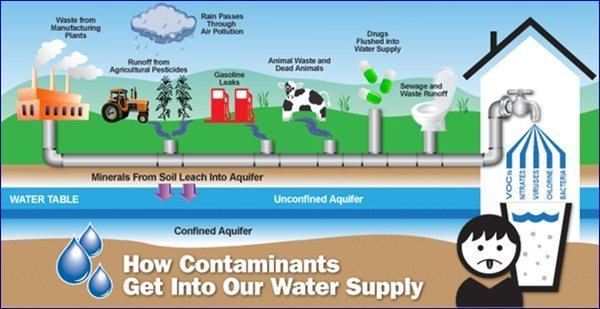 Waste from
Manufacturing
Plants
Rain Passes
Through
Air Pollution
Runoff from
Agricultural Pesticides
Gasoline
Leaks
Animal Waste and
Dead Animals
Drugs
Flushed into
Water Supply
Sewage and
Waste Runoff
VOCs
NITRATES
VIRUSES
CHLORINE
BACTERIA
Minerals From Soil Leach Into Aquifer
WATER TABLE
Unconfined Aquifer
Confined Aquifer
How Contaminants
Get Into Our Water Supply